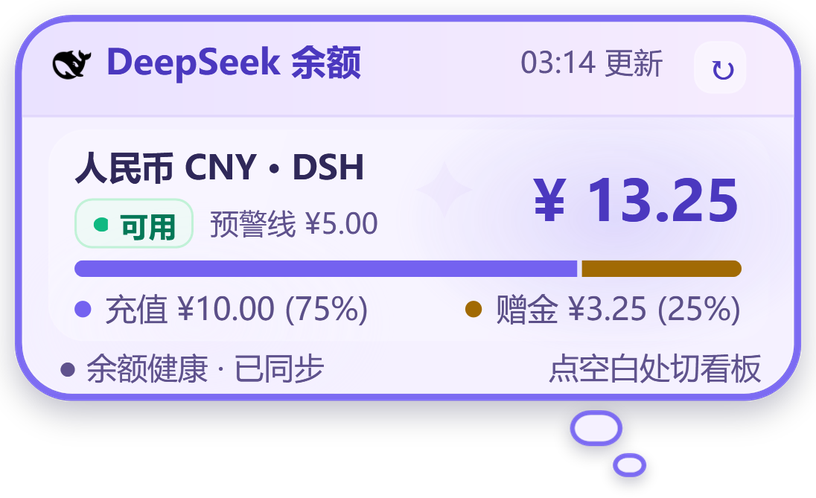 DeepSeek 余额 03:14 更新 ↻
人民币 CNY • DSH
¥ 13.25
可用 预警线 ¥5.00
充值 ¥10.00 (75%) 赠金 ¥3.25 (25%)
余额健康 · 已同步 点空白处切看板